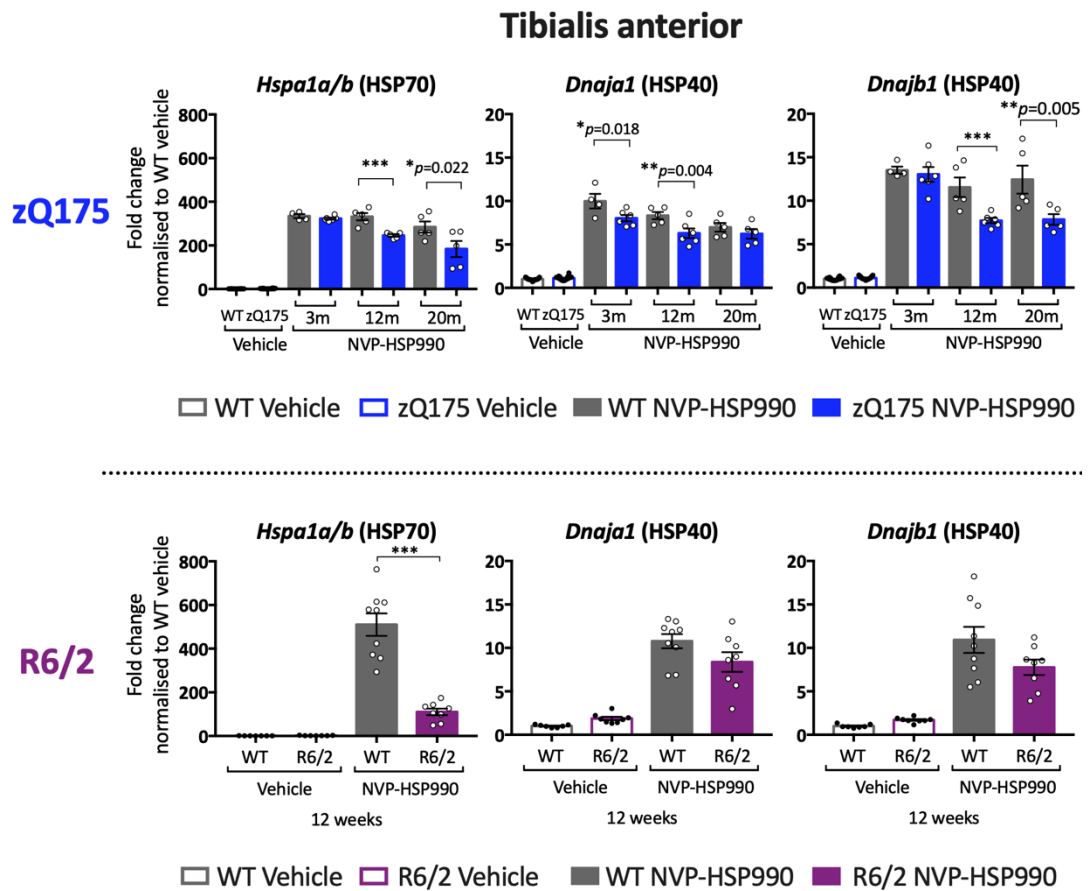 Tibialis anterior
zQ175
Hspa1a/b (HSP70)
Fold change
normalised to WT vehicle
800
600
400
200
0
***
*p=0.022
WT zQ175
3m
12m
20m
Vehicle
NVP-HSP990
Dnaja1 (HSP40)
20
15
10
5
0
*p=0.018
**p=0.004
WT zQ175
3m
12m
20m
Vehicle
NVP-HSP990
Dnajb1 (HSP40)
20
15
10
5
0
***
**p=0.005
WT zQ175
3m
12m
20m
Vehicle
NVP-HSP990
WT Vehicle
zQ175 Vehicle
WT NVP-HSP990
zQ175 NVP-HSP990
R6/2
Hspa1a/b (HSP70)
Fold change
normalised to WT vehicle
800
600
400
200
0
***
WT
R6/2
WT
R6/2
Vehicle
NVP-HSP990
12 weeks
Dnaja1 (HSP40)
20
15
10
5
0
WT
R6/2
WT
R6/2
Vehicle
NVP-HSP990
12 weeks
Dnajb1 (HSP40)
20
15
10
5
0
WT
R6/2
WT
R6/2
Vehicle
NVP-HSP990
12 weeks
WT Vehicle
R6/2 Vehicle
WT NVP-HSP990
R6/2 NVP-HSP990